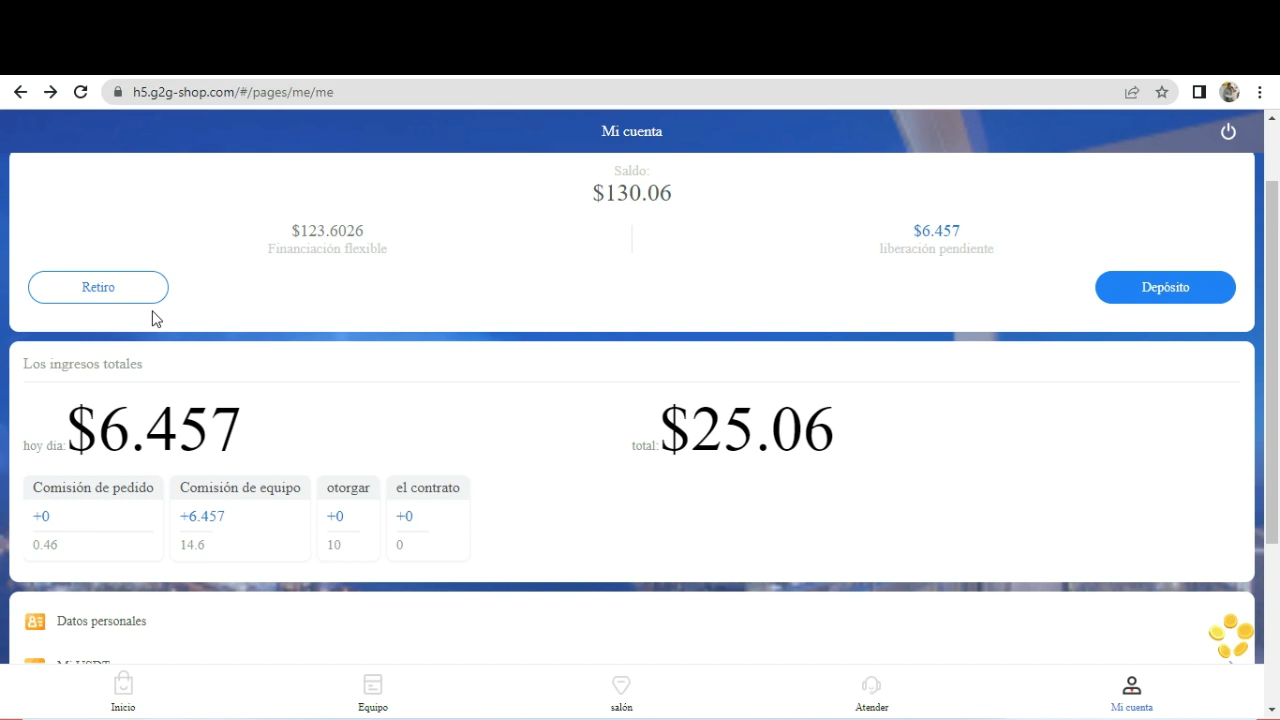 h5.g2g-shop.com/#/pages/me/me
Mi cuenta
Saldo:
$130.06
$123.6026
Financiación flexible
$6.457
liberación pendiente
Retiro
Depósito
Los ingresos totales
hoy dia: $6.457
total: $25.06
Comisión de pedido
+0
0.46
Comisión de equipo
+6.457
14.6
otorgar
+0
10
el contrato
+0
0
Datos personales
Mi USDT
Inicio
Equipo
salón
Atender
Mi cuenta